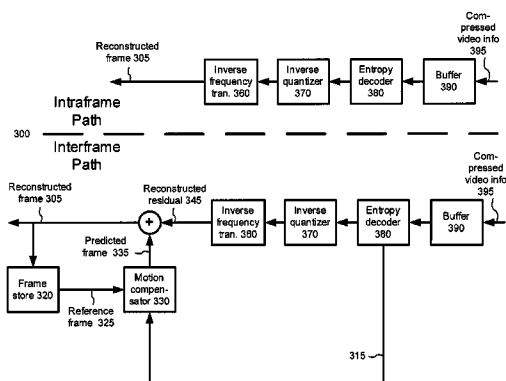 Com-
pressed
video info
395
Reconstructed
frame 305
Inverse
frequency
tran. 360
Inverse
quantizer
370
Entropy
decoder
380
Buffer
390
Intraframe
Path
300
Interframe
Path
Com-
pressed
video info
395
Reconstructed
frame 305
Reconstructed
residual 345
+
Inverse
frequency
tran. 360
Inverse
quantizer
370
Entropy
decoder
380
Buffer
390
Predicted
frame 335
Frame
store 320
Reference
frame 325
Motion
compen-
sator 330
315